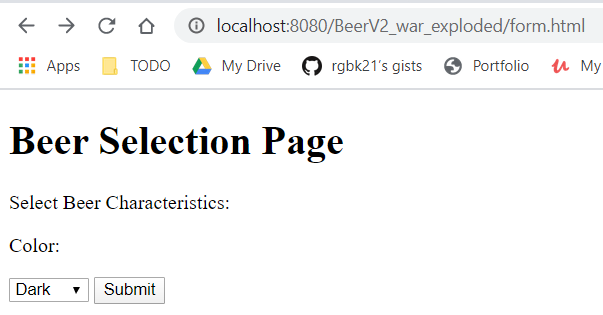 localhost:8080/BeerV2_war_exploded/form.html
Apps TODO My Drive rgbk21's gists Portfolio My
Beer Selection Page
Select Beer Characteristics:
Color:
Dark Submit